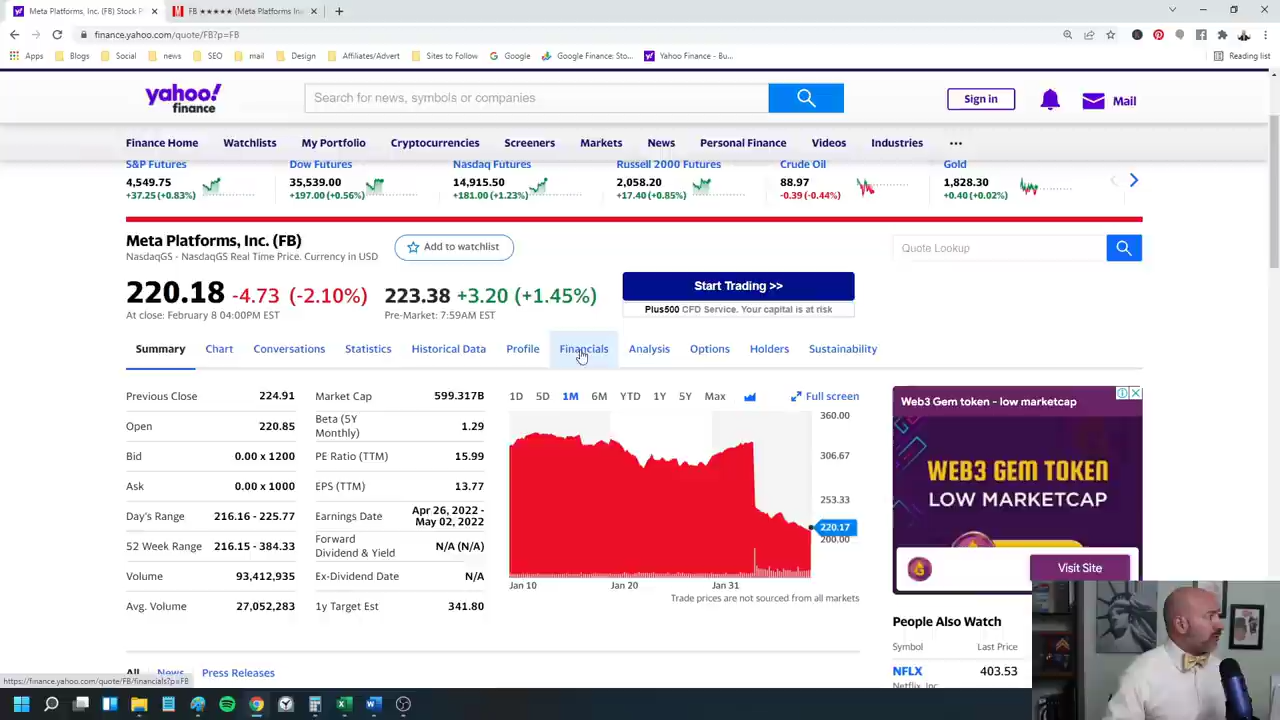 Meta Platforms, Inc. (FB) Stock P
FB ★★★★★ (Meta Platforms Inc
finance.yahoo.com/quote/FB?p=FB
Apps
Blogs
Social
news
SEO
mail
Design
Affiliates/Advert
Sites to Follow
Google
Google Finance: Sto...
Yahoo Finance - Bu...
Reading list
yahoo!
finance
Search for news, symbols or companies
Sign in
Mail
Finance Home
Watchlists
My Portfolio
Cryptocurrencies
Screeners
Markets
News
Personal Finance
Videos
Industries
...
S&P Futures
4,549.75
+37.25 (+0.83%)
Dow Futures
35,539.00
+197.00 (+0.56%)
Nasdaq Futures
14,915.50
+181.00 (+1.23%)
Russell 2000 Futures
2,058.20
+17.40 (+0.85%)
Crude Oil
88.97
-0.39 (-0.44%)
Gold
1,828.30
+0.40 (+0.02%)
Meta Platforms, Inc. (FB)
NasdaqGS - NasdaqGS Real Time Price. Currency in USD
Add to watchlist
Quote Lookup
220.18 -4.73 (-2.10%)
At close: February 8 04:00PM EST
223.38 +3.20 (+1.45%)
Pre-Market: 7:59AM EST
Start Trading >>
Plus500 CFD Service. Your capital is at risk
Summary
Chart
Conversations
Statistics
Historical Data
Profile
Financials
Analysis
Options
Holders
Sustainability
Previous Close 224.91
Open 220.85
Bid 0.00 x 1200
Ask 0.00 x 1000
Day's Range 216.16 - 225.77
52 Week Range 216.15 - 384.33
Volume 93,412,935
Avg. Volume 27,052,283
Market Cap 599.317B
Beta (5Y
Monthly) 1.29
PE Ratio (TTM) 15.99
EPS (TTM) 13.77
Earnings Date Apr 26, 2022 -
May 02, 2022
Forward
Dividend & Yield N/A (N/A)
Ex-Dividend Date N/A
1y Target Est 341.80
1D 5D 1M 6M YTD 1Y 5Y Max
Full screen
360.00
306.67
253.33
220.17
200.00
Jan 10
Jan 20
Jan 31
Trade prices are not sourced from all markets
Web3 Gem token - low marketcap
WEB3 GEM TOKEN
LOW MARKETCAP
Visit Site
People Also Watch
Symbol Last Price
NFLX 403.53
Netflix, Inc.
All
News
Press Releases
https://finance.yahoo.com/quote/FB/financials?p=FB